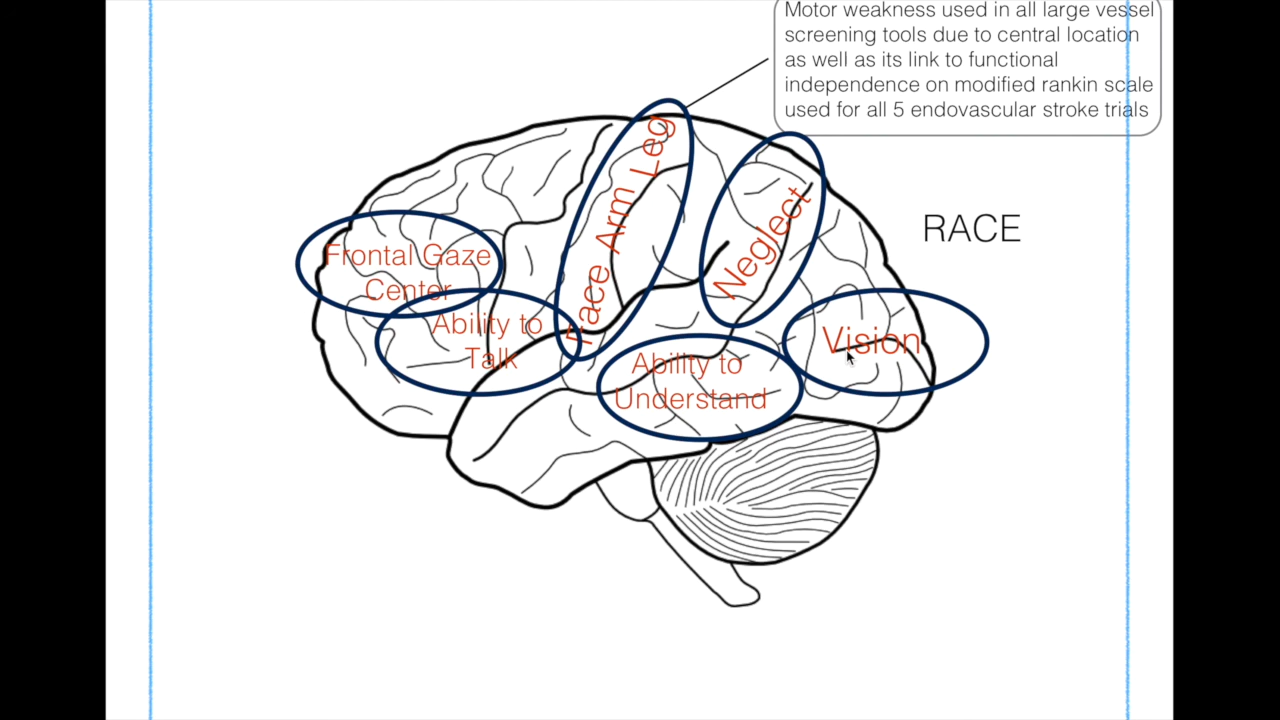 Motor weakness used in all large vessel
screening tools due to central location
as well as its link to functional
independence on modified rankin scale
used for all 5 endovascular stroke trials
RACE
Frontal Gaze
Center
Ability to
Talk
Face Arm Leg
Neglect
Ability to
Understand
Vision